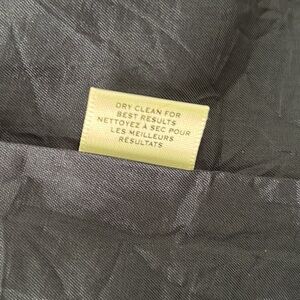 DRY CLEAN FOR
BEST RESULTS
NETTOYEZ À SEC POUR
LES MEILLEURS
RÉSULTATS